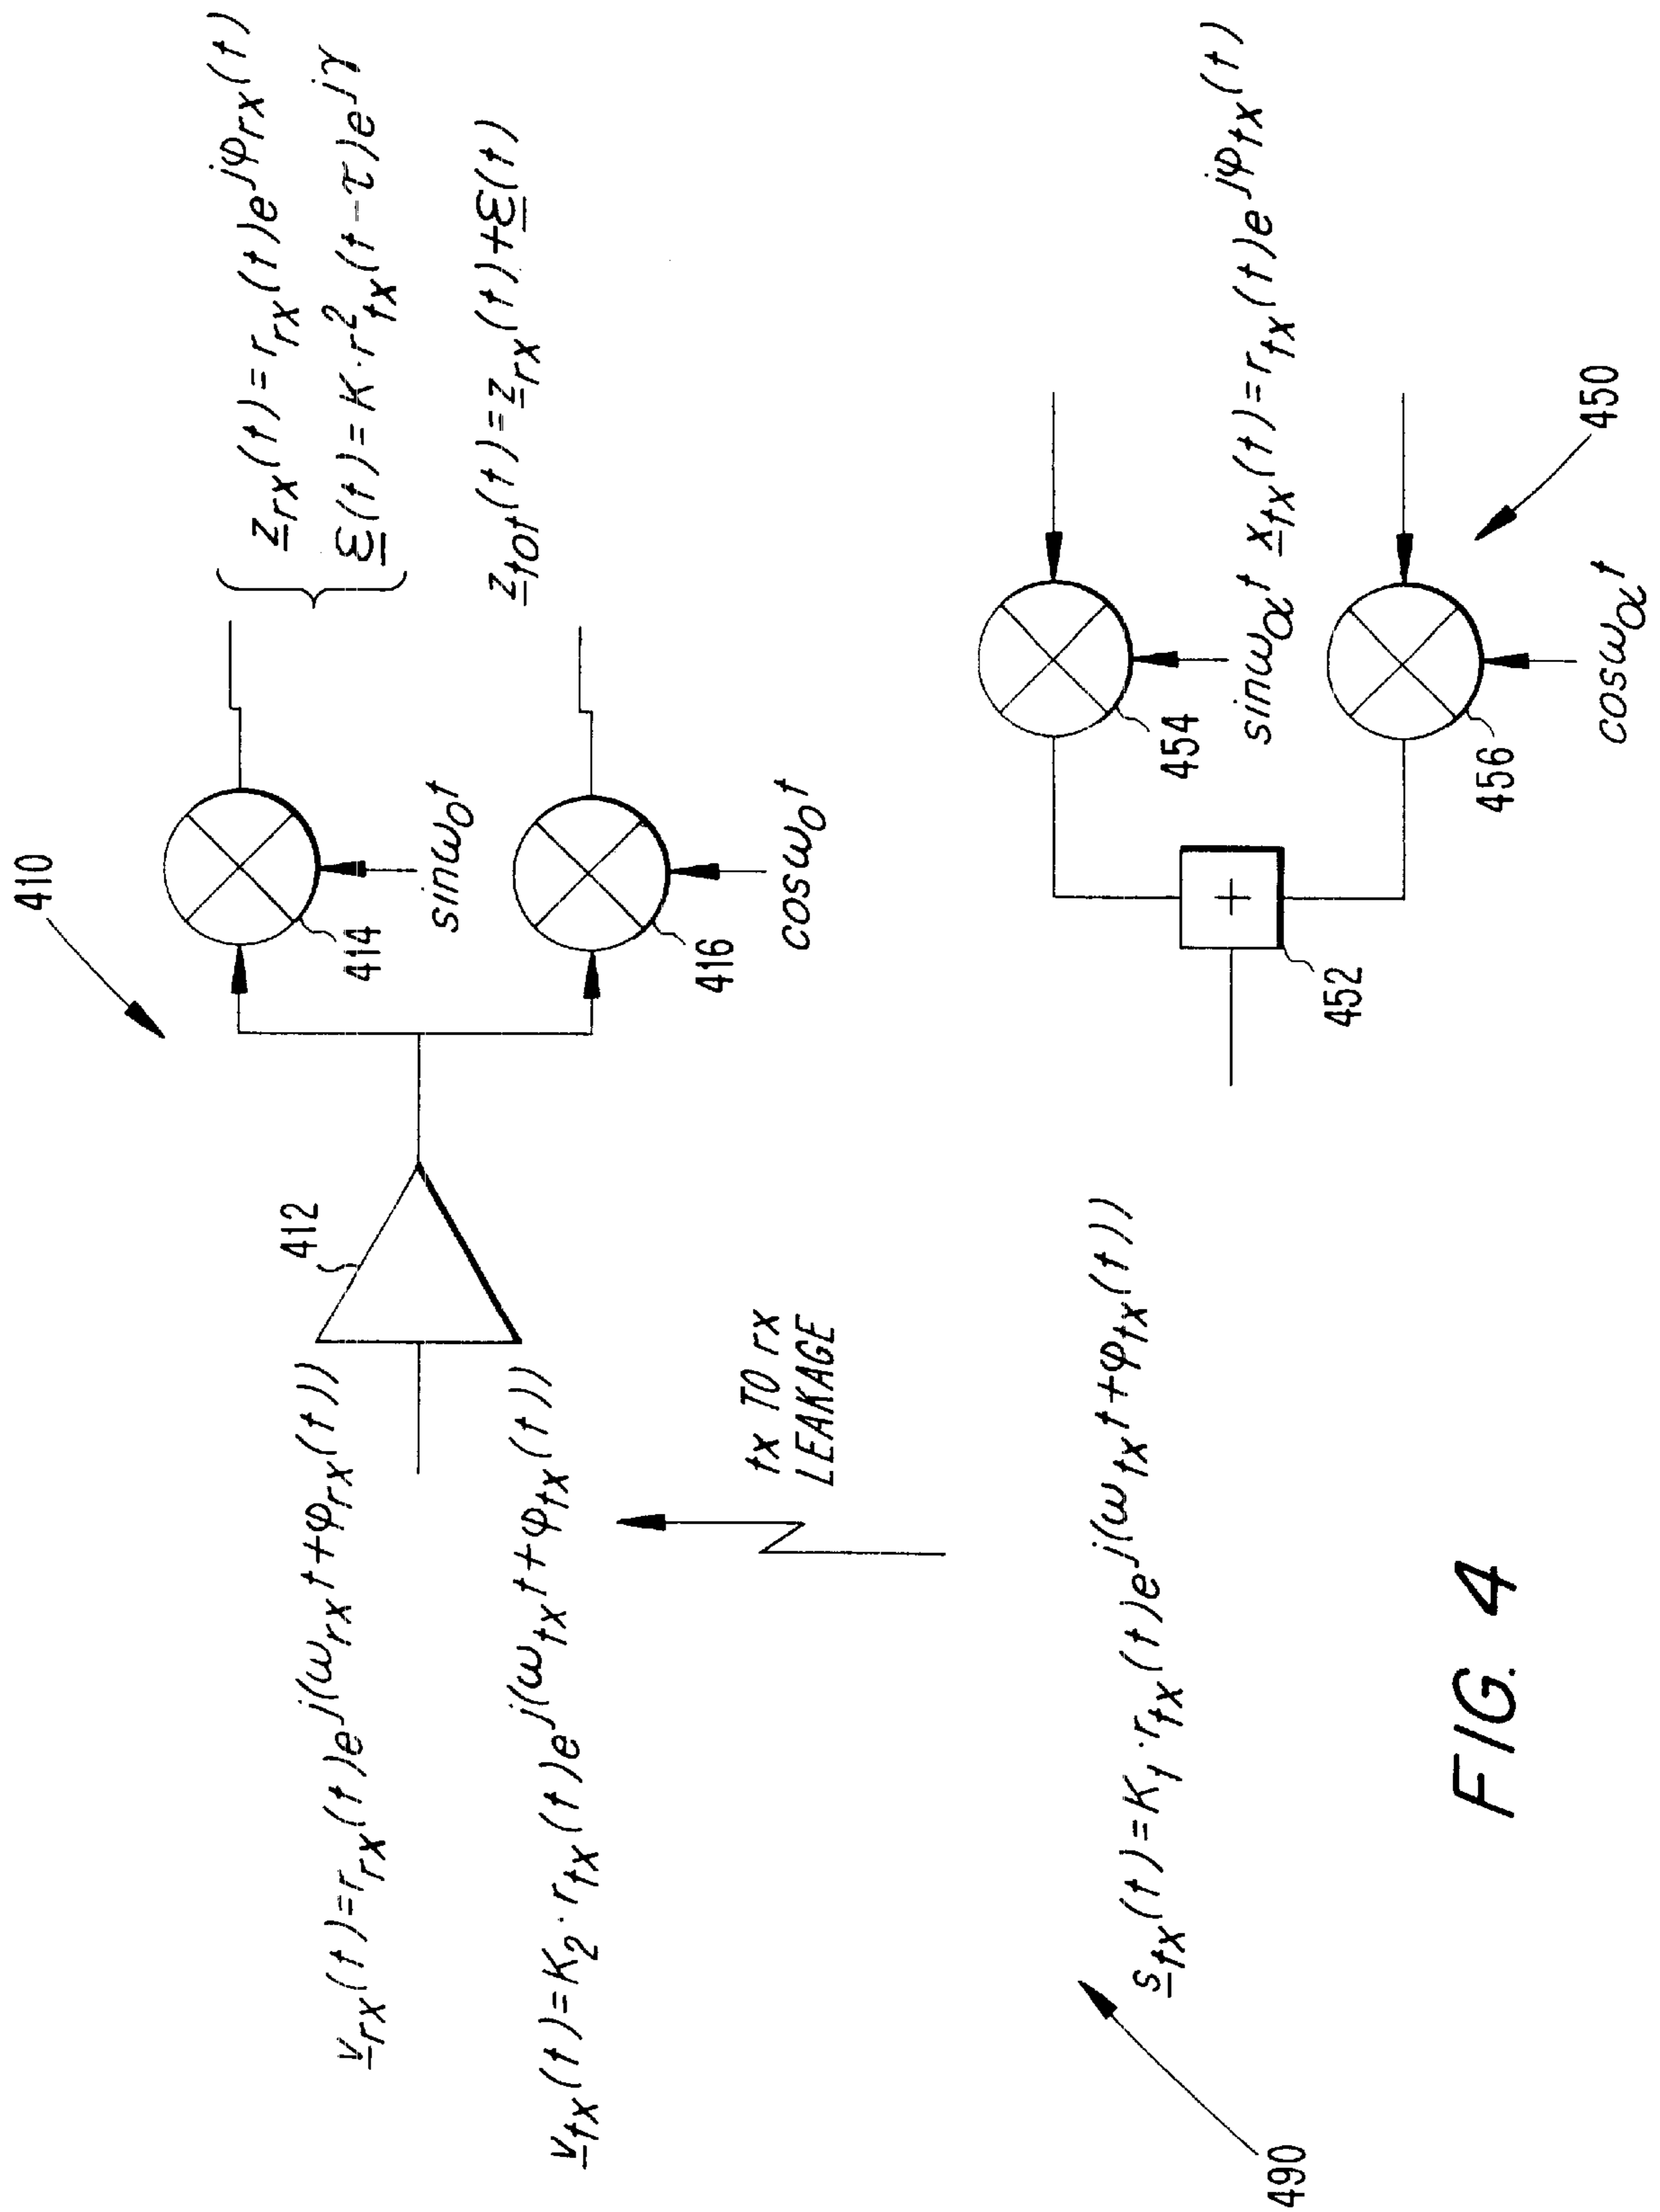 410
412
v_rx(t)=r_rx(t)e^j(ω_rx t+φ_rx(t))
v_tx(t)=K_2·r_tx(t)e^j(ω_tx t+φ_tx(t))
414
sinω_0t
416
cosω_0t
z_rx(t)=r_rx(t)e^jφ_rx(t)
ε(t)=K·r^2_tx(t-τ)e^jγ
z_tot(t)=z_rx(t)+ε(t)
tx TO rx
LEAKAGE
490
s_tx(t)=K_1·r_tx(t)e^j(ω_tx t+φ_tx(t))
+
452
454
sinω_αt
x_tx(t)=r_tx(t)e^jφ_tx(t)
456
cosω_αt
450
FIG. 4